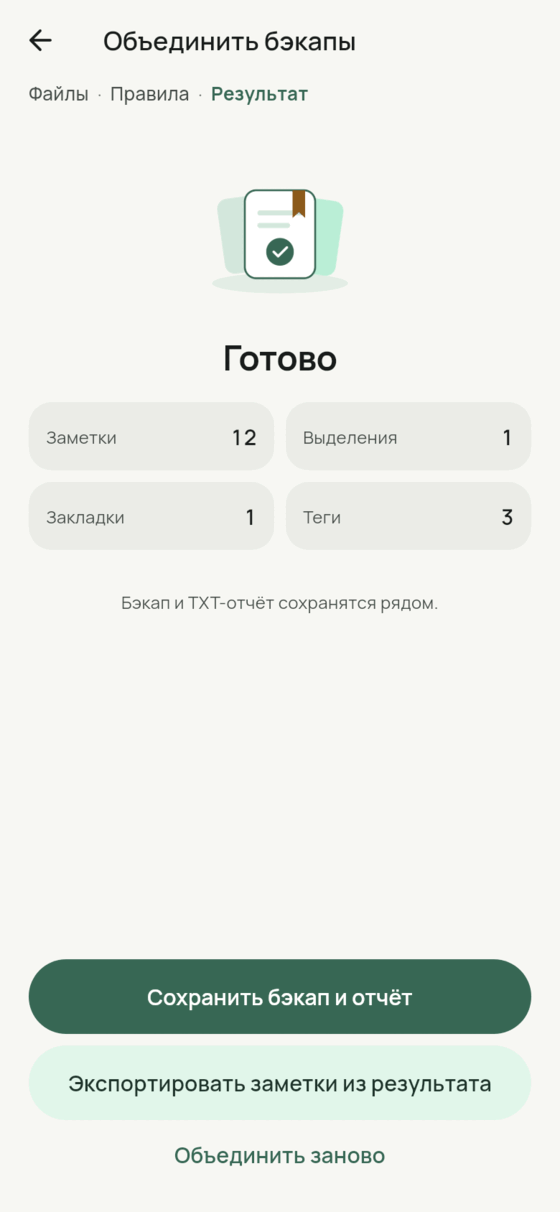 Объединить бэкапы
Файлы · Правила · Результат
Готово
Заметки 12
Выделения 1
Закладки 1
Теги 3
Бэкап и TXT-отчёт сохранятся рядом.
Сохранить бэкап и отчёт
Экспортировать заметки из результата
Объединить заново